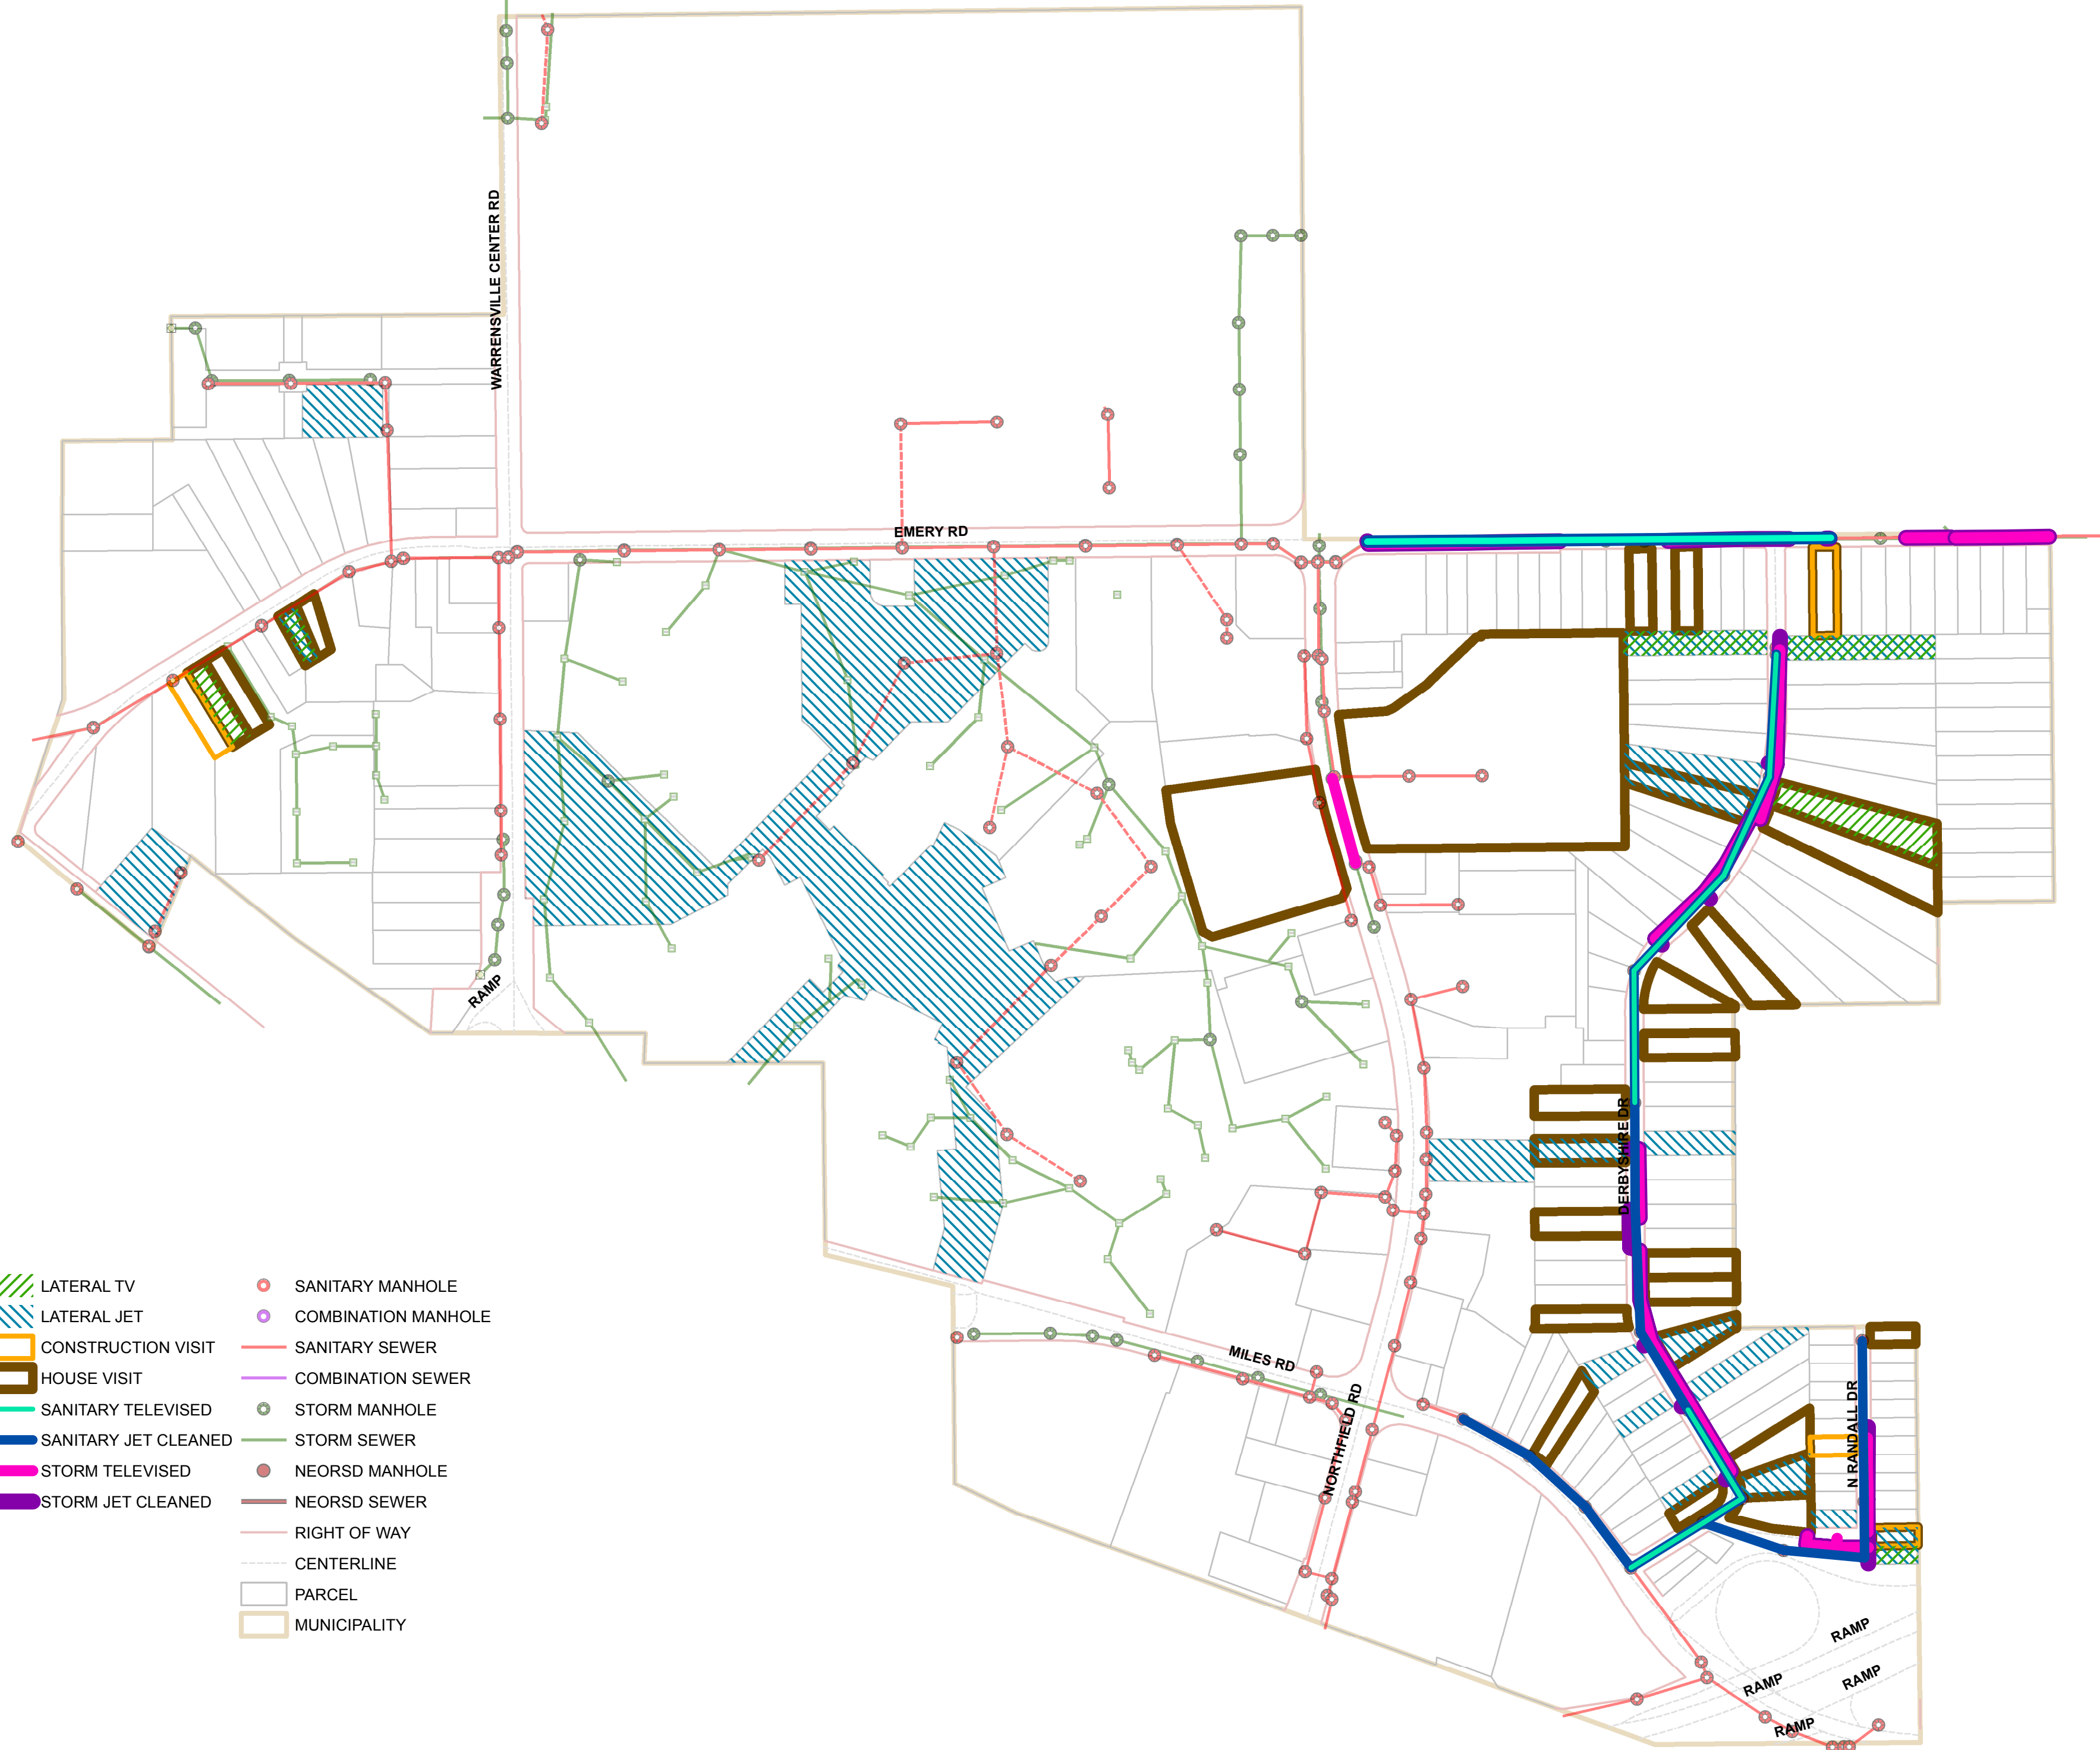 WARRENSVILLE CENTER RD
EMERY RD
RAMP
DERBYSHIRE DR
MILES RD
NORTHFIELD RD
N RANDALL DR
RAMP
RAMP
RAMP
RAMP
LATERAL TV
LATERAL JET
CONSTRUCTION VISIT
HOUSE VISIT
SANITARY TELEVISED
SANITARY JET CLEANED
STORM TELEVISED
STORM JET CLEANED
SANITARY MANHOLE
COMBINATION MANHOLE
SANITARY SEWER
COMBINATION SEWER
STORM MANHOLE
STORM SEWER
NEORSD MANHOLE
NEORSD SEWER
RIGHT OF WAY
CENTERLINE
PARCEL
MUNICIPALITY